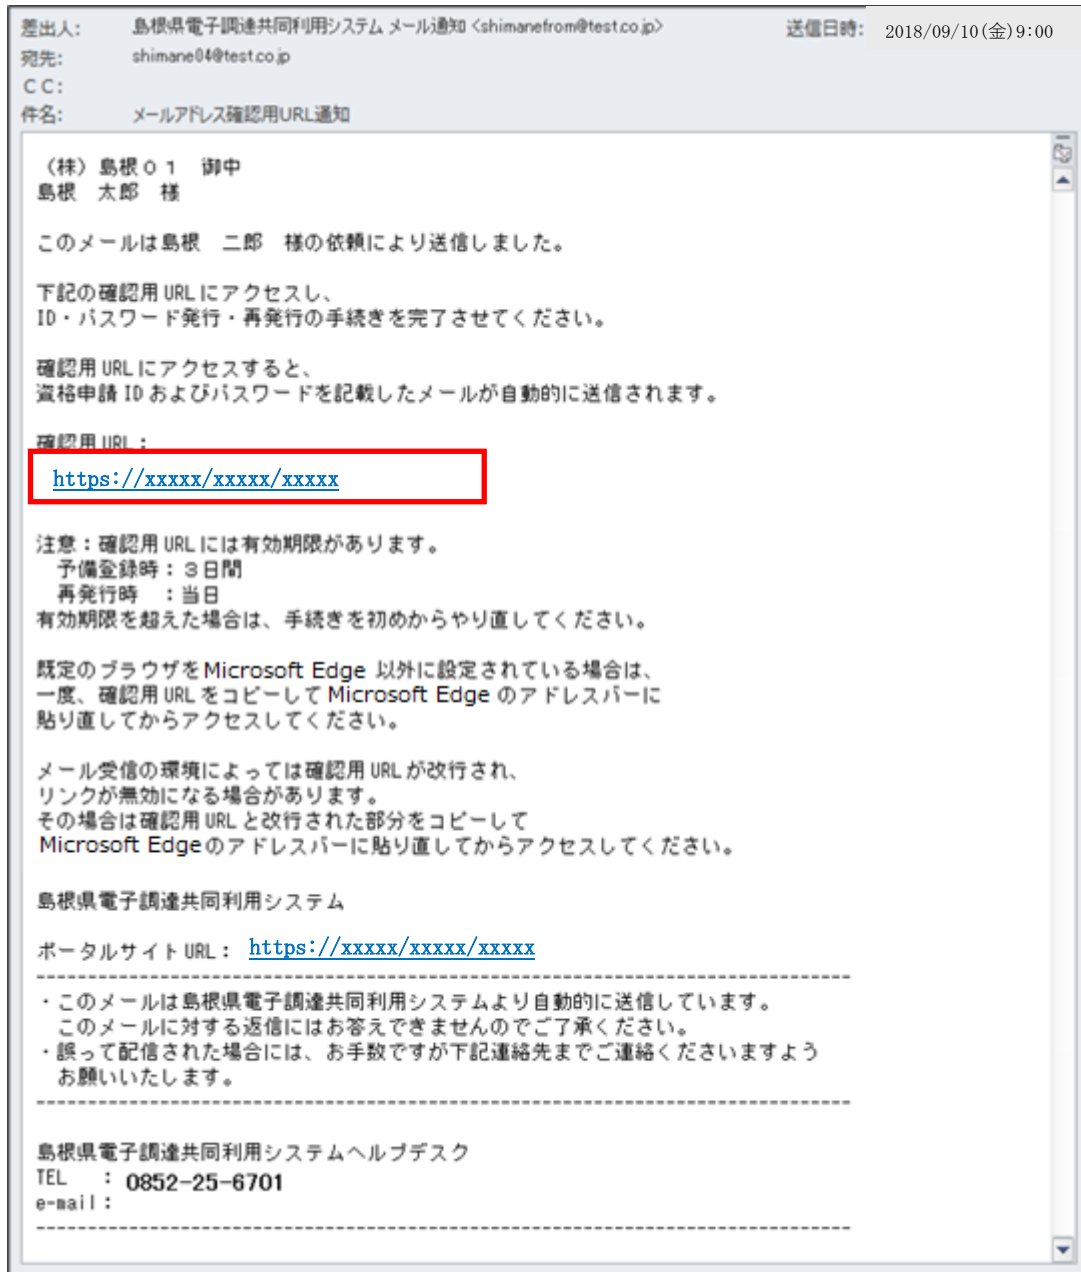 差出人: 島根県電子調達共同利用システム メール通知 <shimanefrom@test.co.jp> 送信日時: 2018/09/10(金)9:00
宛先: shimane04@test.co.jp
CC:
件名: メールアドレス確認用URL通知
（株）島根０１　御中
島根　太郎　様
このメールは島根　二郎　様の依頼により送信しました。
下記の確認用URLにアクセスし、
ID・パスワード発行・再発行の手続きを完了させてください。
確認用URLにアクセスすると、
資格申請IDおよびパスワードを記載したメールが自動的に送信されます。
確認用URL：
https://xxxxx/xxxxx/xxxxx
注意：確認用URLには有効期限があります。
予備登録時：３日間
再発行時　：当日
有効期限を超えた場合は、手続きを初めからやり直してください。
既定のブラウザをMicrosoft Edge 以外に設定されている場合は、
一度、確認用URLをコピーしてMicrosoft Edge のアドレスバーに
貼り直してからアクセスしてください。
メール受信の環境によっては確認用URLが改行され、
リンクが無効になる場合があります。
その場合は確認用URLと改行された部分をコピーして
Microsoft Edgeのアドレスバーに貼り直してからアクセスしてください。
島根県電子調達共同利用システム
ポータルサイトURL： https://xxxxx/xxxxx/xxxxx
-------------------------------------------------------------------------------
・このメールは島根県電子調達共同利用システムより自動的に送信しています。
このメールに対する返信にはお答えできませんのでご了承ください。
・誤って配信された場合には、お手数ですが下記連絡先までご連絡くださいますよう
お願いいたします。
-------------------------------------------------------------------------------
島根県電子調達共同利用システムヘルプデスク
TEL　：0852-25-6701
e-mail：
-------------------------------------------------------------------------------